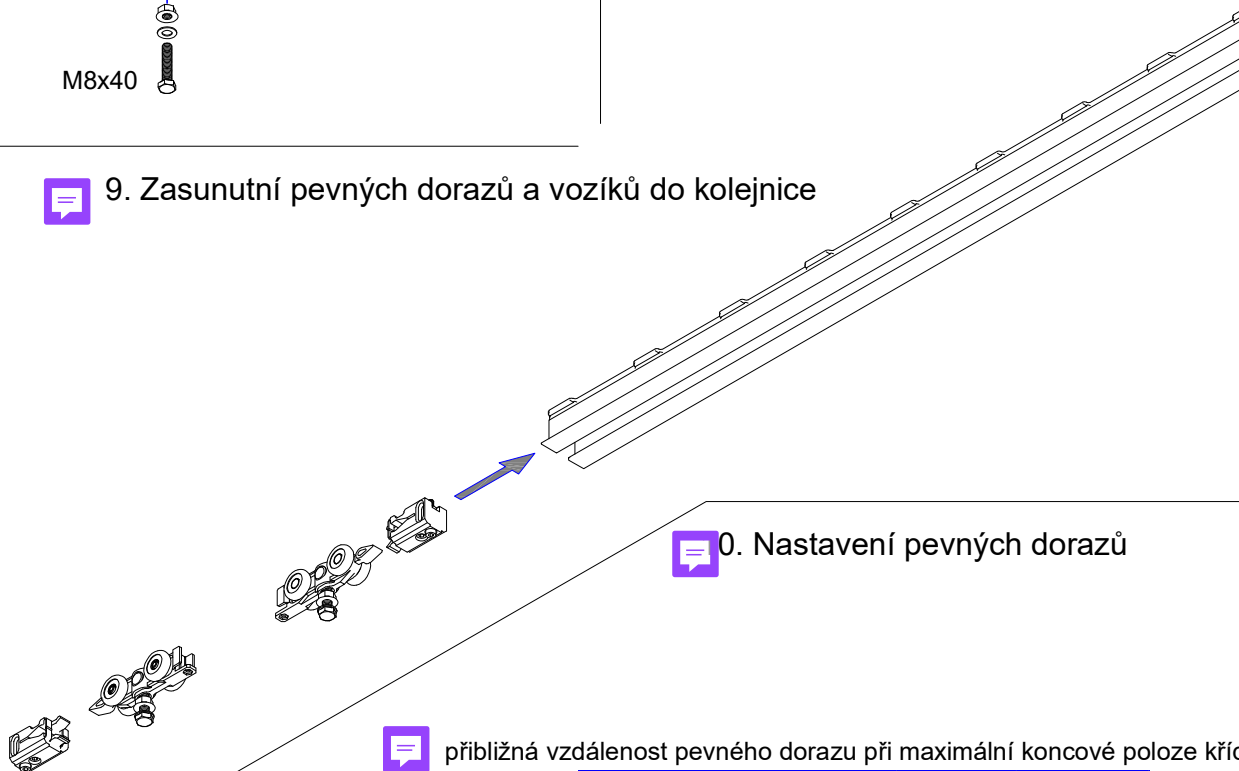 M8x40
9. Zasunutní pevných dorazů a vozíků do kolejnice
0. Nastavení pevných dorazů
přibližná vzdálenost pevného dorazu při maximální koncové poloze